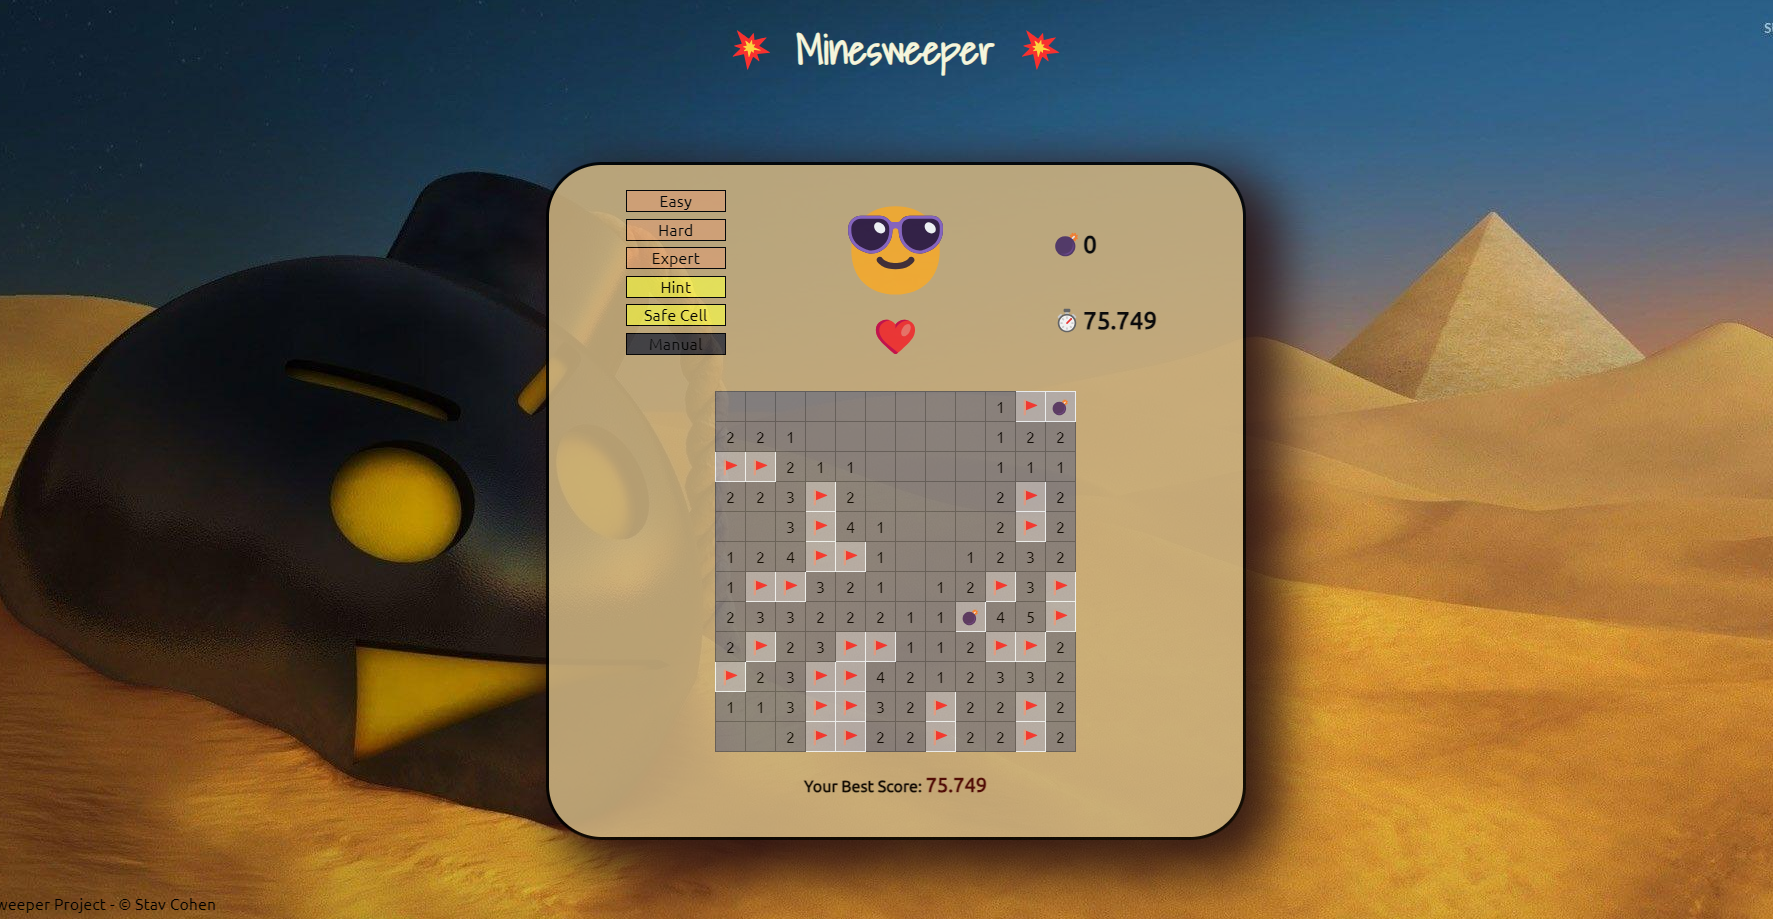 Minesweeper
Easy
Hard
Expert
Hint
Safe Cell
Manual
0
75.749
1
2 2 1 1 2 2
2 1 1 1 1 1
2 2 3 2 2 2
3 4 1 2 2
1 2 4 1 1 2 3 2
1 3 2 1 1 2 3
2 3 3 2 2 2 1 1 4 5
2 2 3 1 1 2 2
2 3 4 2 1 2 3 3 2
1 1 3 3 2 2 2 2
2 2 2 2 2 2
Your Best Score: 75.749
weeper Project - © Stav Cohen